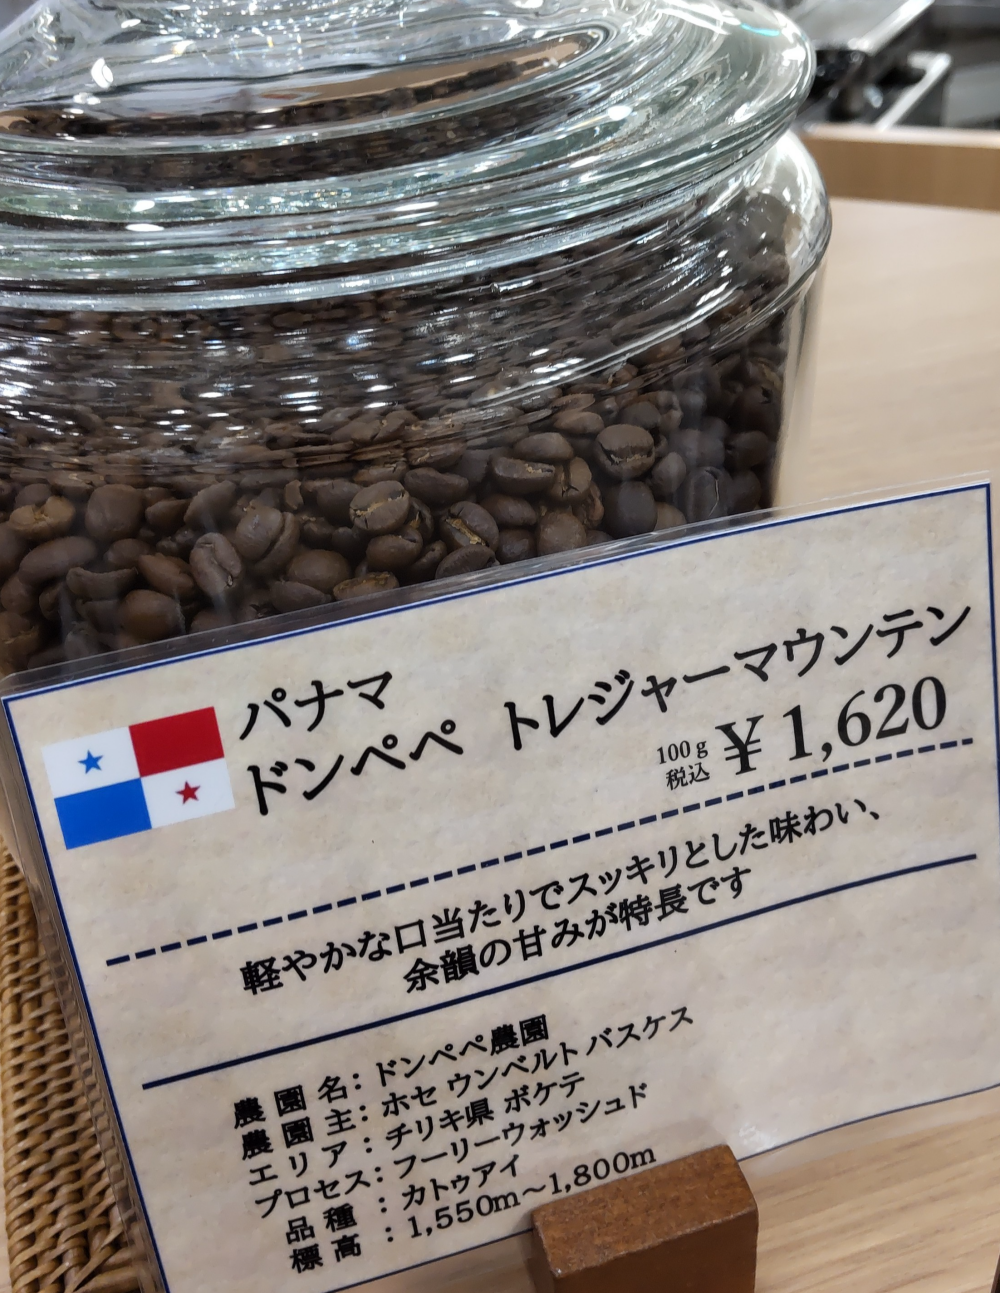 パナマ
ドンペペ トレジャーマウンテン
100g 税込 ¥1,620
軽やかな口当たりでスッキリとした味わい、
余韻の甘みが特長です
農園名：ドンペペ農園
農園主：ホセ ウンベルト バスケス
エリア：チリキ県 ボケテ
プロセス：フーリーウォッシュド
品種：カトゥアイ
標高：1,550m～1,800m